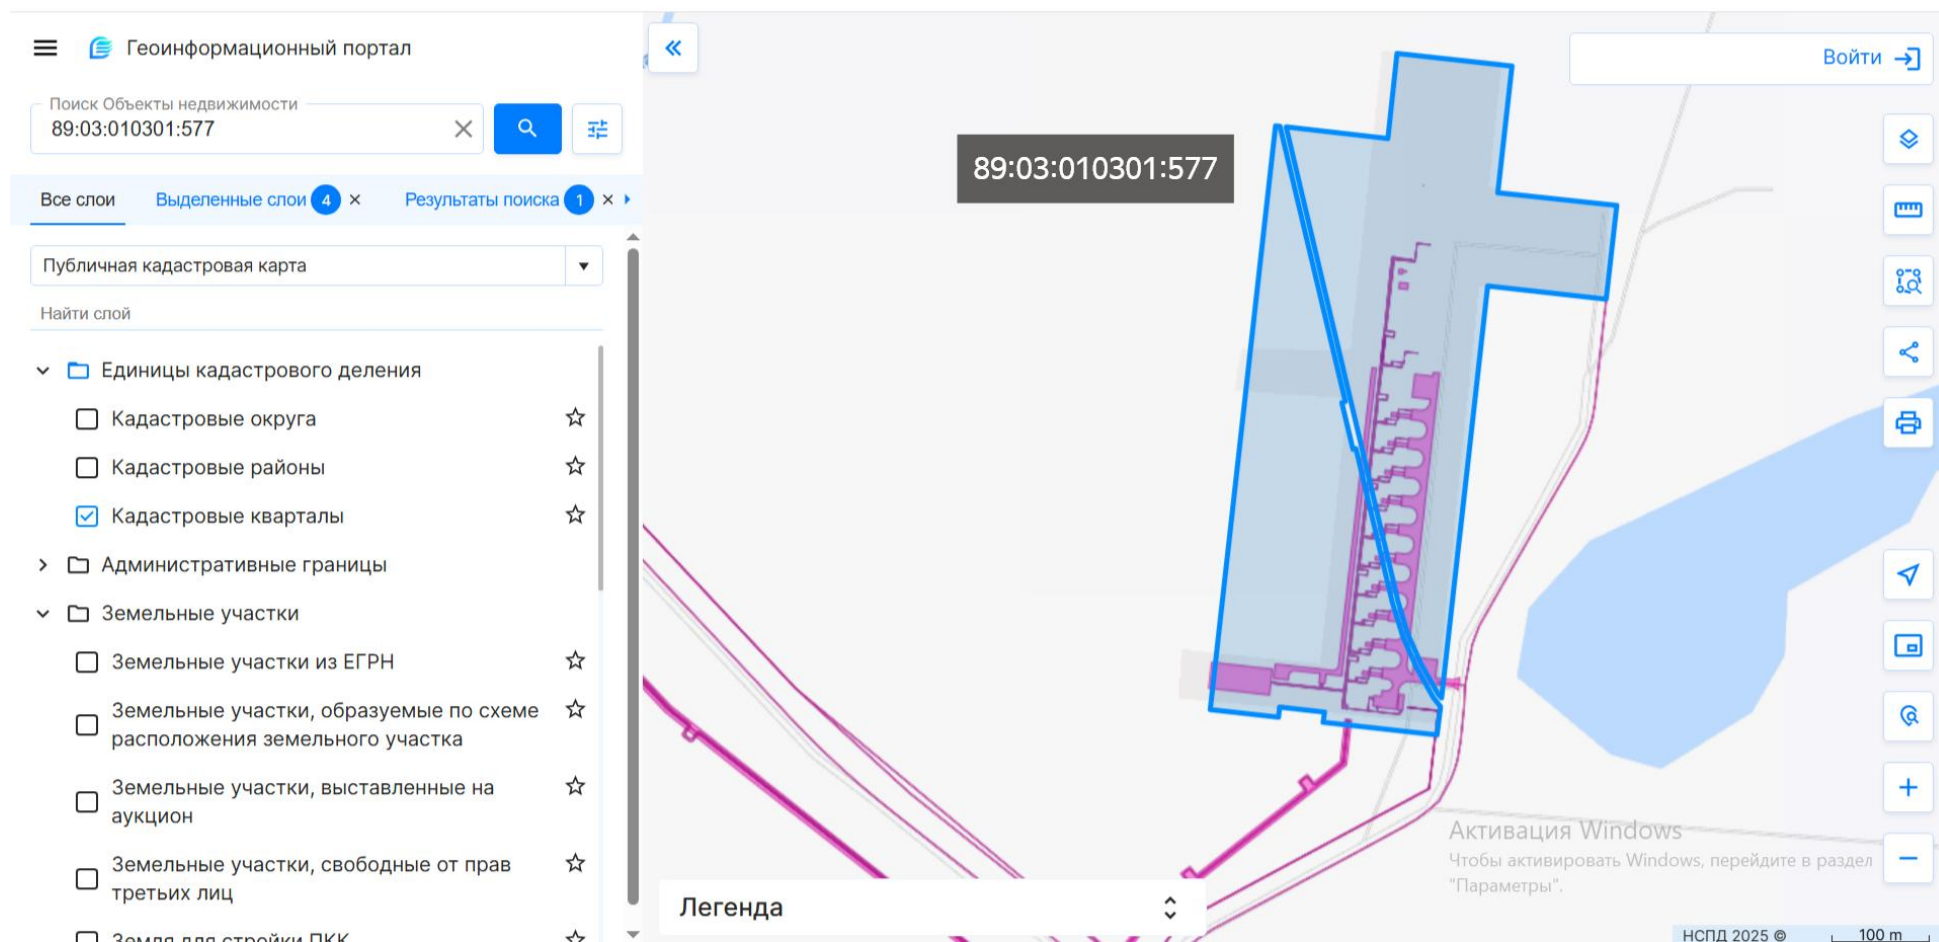 Геоинформационный портал
Поиск Объекты недвижимости
89:03:010301:577
Все слои
Выделенные слои 4
Результаты поиска 1
Публичная кадастровая карта
Найти слой
Единицы кадастрового деления
Кадастровые округа
Кадастровые районы
Кадастровые кварталы
Административные границы
Земельные участки
Земельные участки из ЕГРН
Земельные участки, образуемые по схеме
расположения земельного участка
Земельные участки, выставленные на
аукцион
Земельные участки, свободные от прав
третьих лиц
Земля для стройки ПКК
89:03:010301:577
Войти
Активация Windows
Чтобы активировать Windows, перейдите в раздел
"Параметры".
Легенда
НСПД 2025 ©
100 m